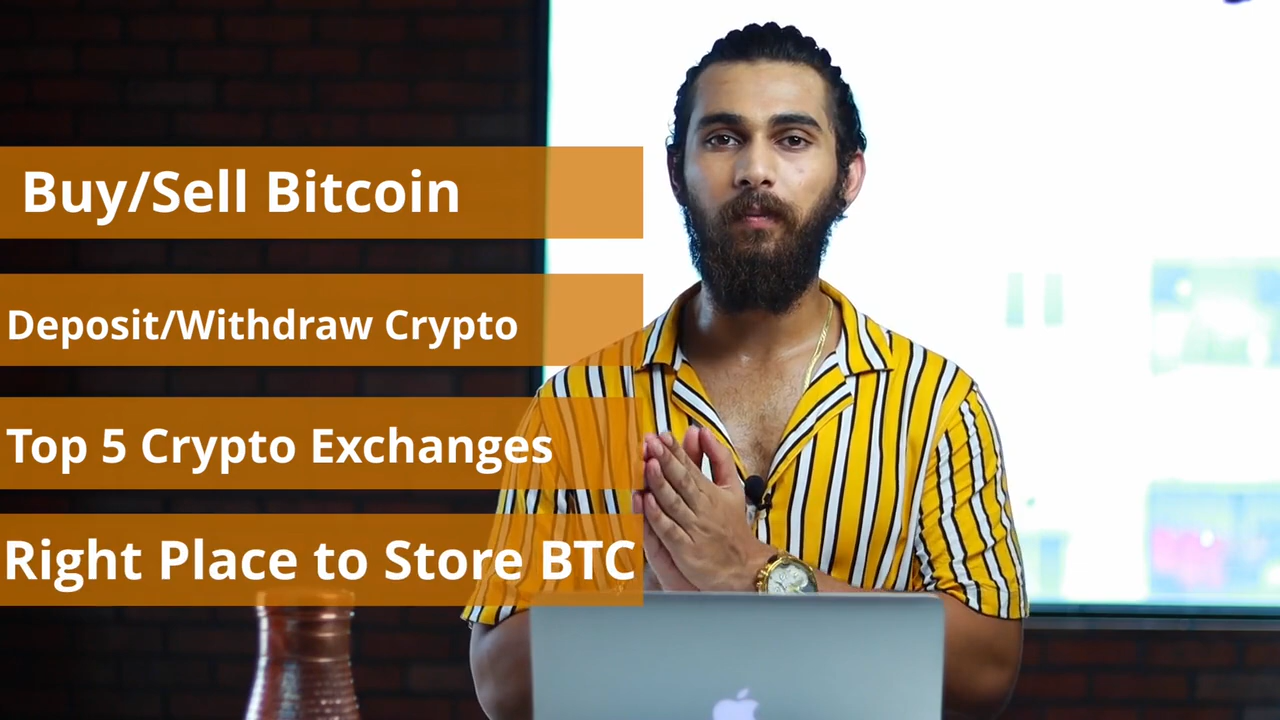 Buy/Sell Bitcoin
Deposit/Withdraw Crypto
Top 5 Crypto Exchanges
Right Place to Store BTC